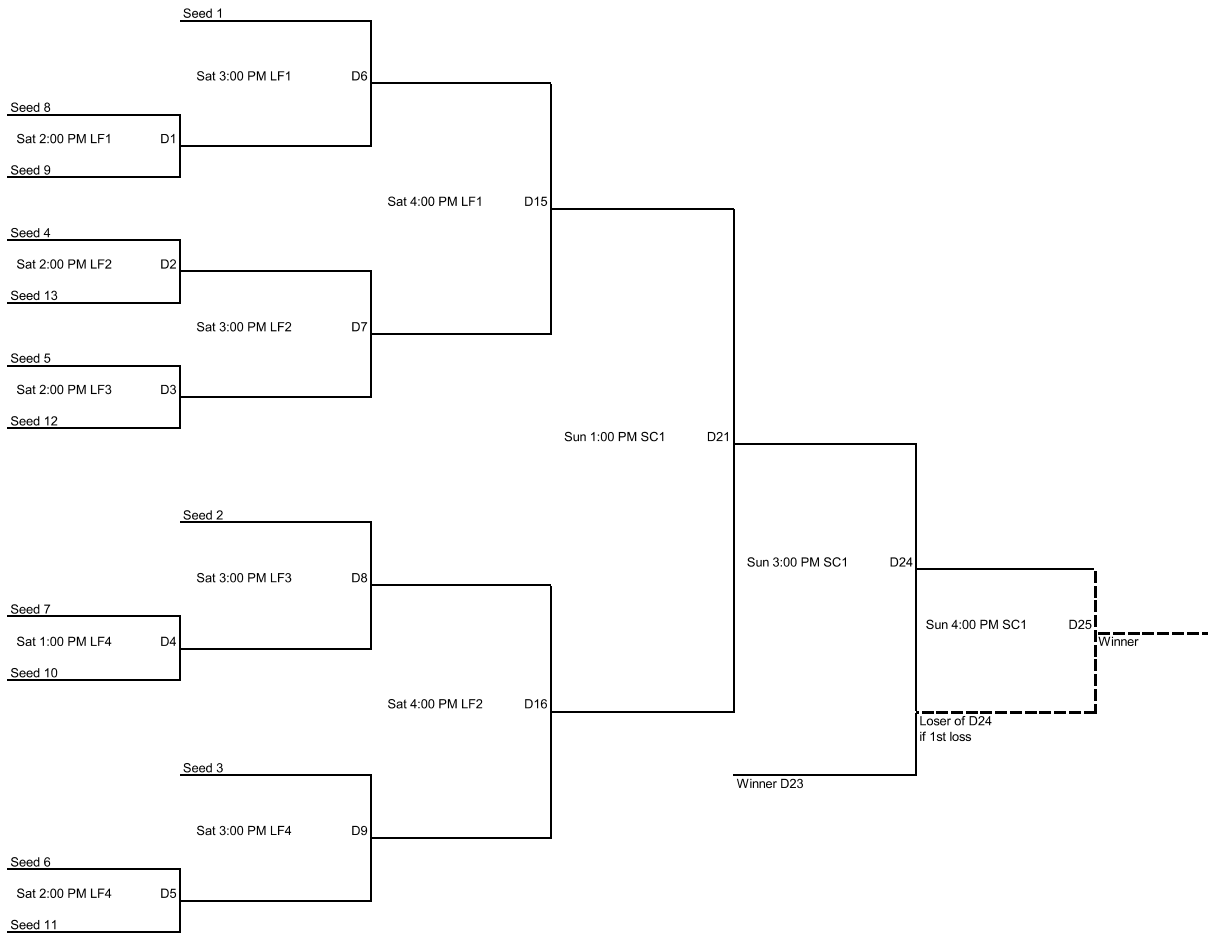 Seed 1
Sat 3:00 PM LF1 D6
Seed 8
Sat 2:00 PM LF1 D1
Seed 9
Sat 4:00 PM LF1 D15
Seed 4
Sat 2:00 PM LF2 D2
Seed 13
Sat 3:00 PM LF2 D7
Seed 5
Sat 2:00 PM LF3 D3
Seed 12
Sun 1:00 PM SC1 D21
Seed 2
Sun 3:00 PM SC1 D24
Sat 3:00 PM LF3 D8
Seed 7
Sun 4:00 PM SC1 D25
Sat 1:00 PM LF4 D4
Winner
Seed 10
Sat 4:00 PM LF2 D16
Loser of D24
if 1st loss
Seed 3
Winner D23
Sat 3:00 PM LF4 D9
Seed 6
Sat 2:00 PM LF4 D5
Seed 11